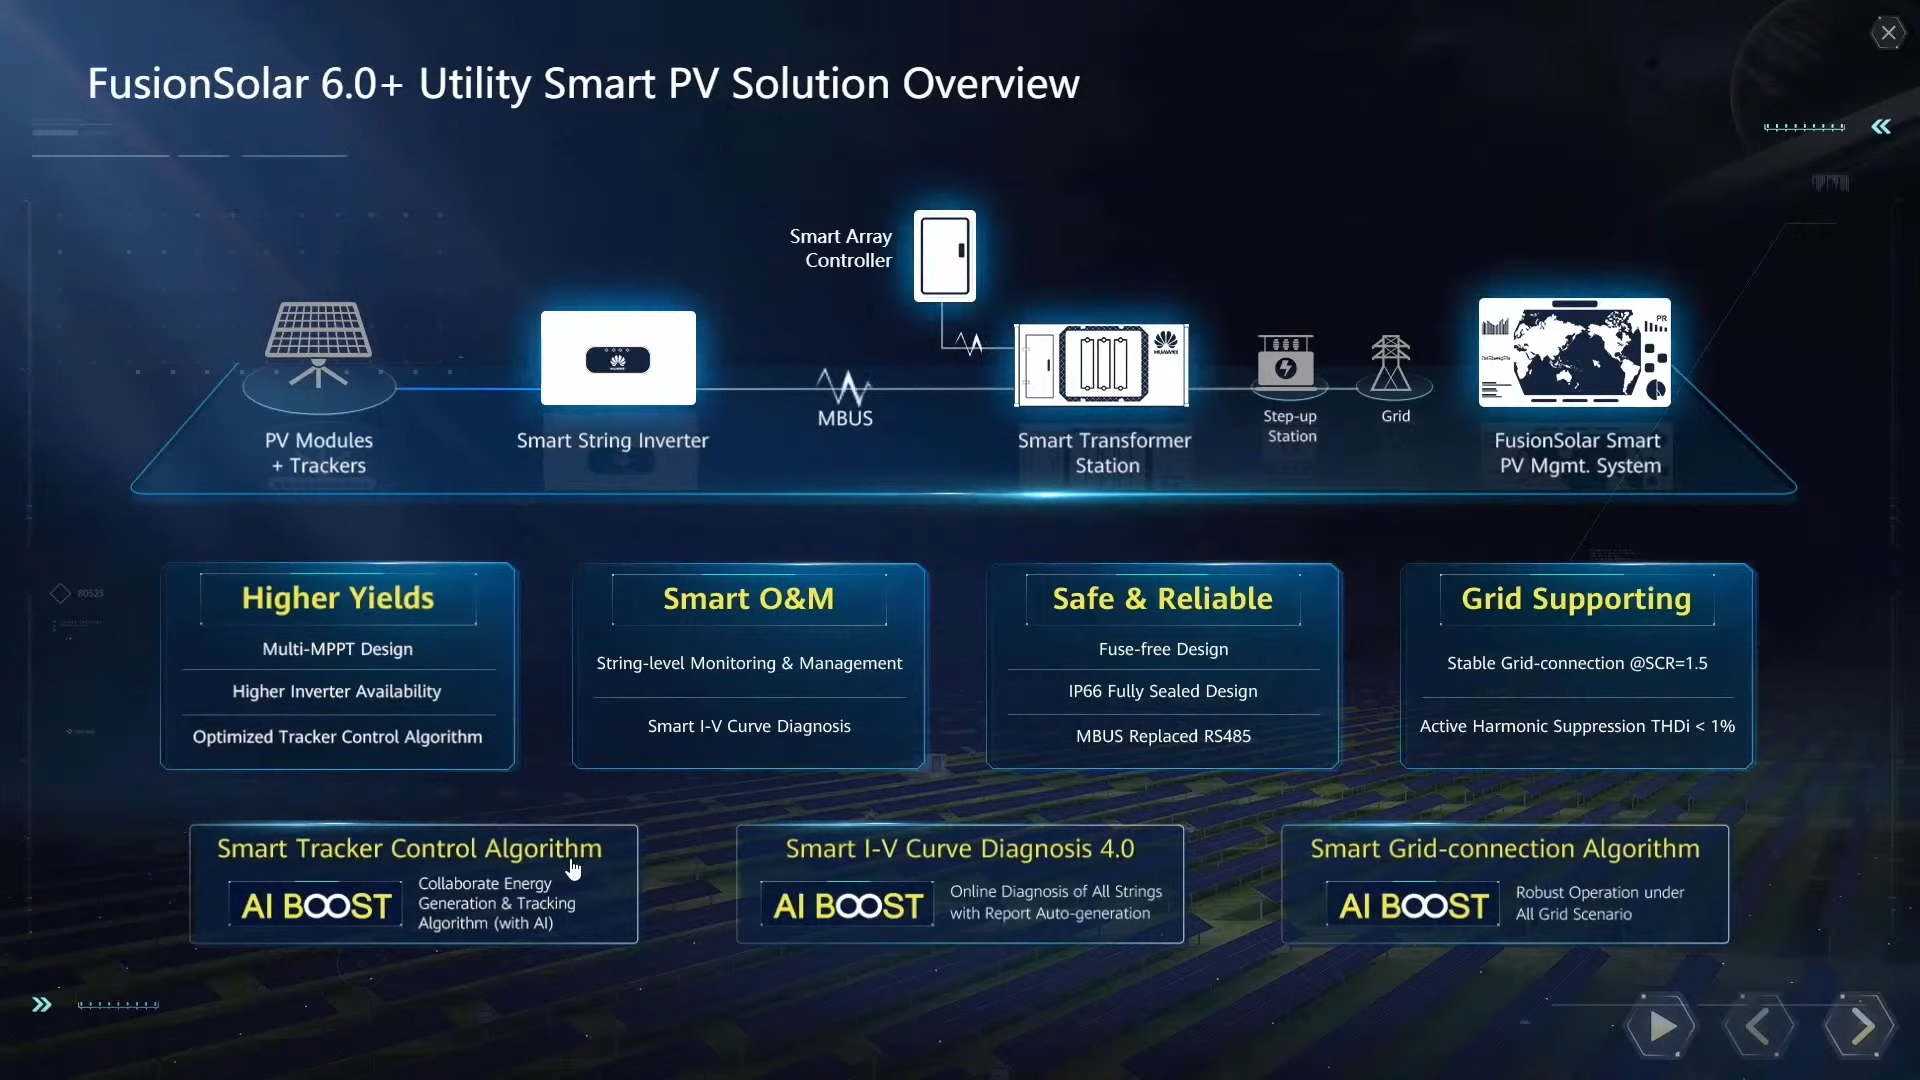 FusionSolar 6.0+ Utility Smart PV Solution Overview
Smart Array
Controller
HUAWEI
PR
MBUS
PV Modules
+ Trackers
Smart String Inverter
Smart Transformer
Station
Step-up
Station
Grid
FusionSolar Smart
PV Mgmt. System
Higher Yields
Multi-MPPT Design
Higher Inverter Availability
Optimized Tracker Control Algorithm
Smart O&M
String-level Monitoring & Management
Smart I-V Curve Diagnosis
Safe & Reliable
Fuse-free Design
IP66 Fully Sealed Design
MBUS Replaced RS485
Grid Supporting
Stable Grid-connection @SCR=1.5
Active Harmonic Suppression THDi < 1%
80525
Smart Tracker Control Algorithm
AI BOOST
Collaborate Energy
Generation & Tracking
Algorithm (with AI)
Smart I-V Curve Diagnosis 4.0
AI BOOST
Online Diagnosis of All Strings
with Report Auto-generation
Smart Grid-connection Algorithm
AI BOOST
Robust Operation under
All Grid Scenario